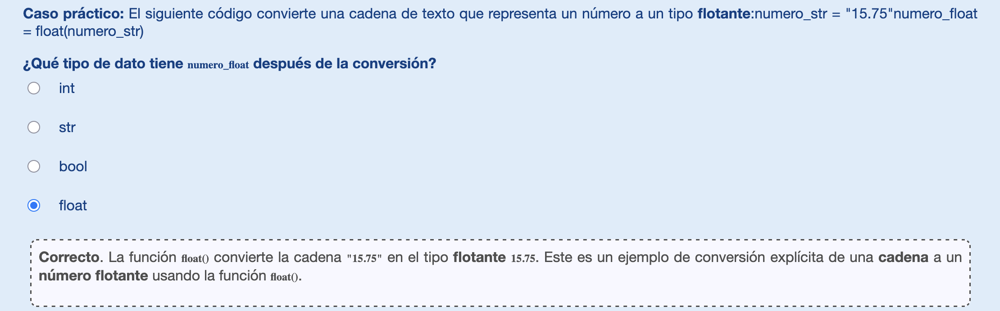 Caso práctico: El siguiente código convierte una cadena de texto que representa un número a un tipo flotante:numero_str = "15.75"numero_float
= float(numero_str)
¿Qué tipo de dato tiene numero_float después de la conversión?
int
str
bool
float
Correcto. La función float() convierte la cadena "15.75" en el tipo flotante 15.75. Este es un ejemplo de conversión explícita de una cadena a un
número flotante usando la función float().